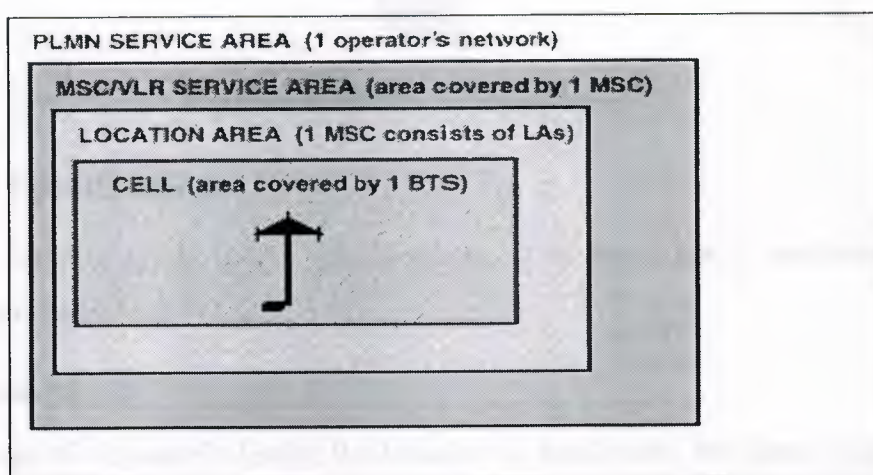 PLMN SERVICE AREA (1 operator's network)
MSC/VLR SERVICE AREA (area covered by 1 MSC)
LOCATION AREA (1 MSC consists of LAs)
CELL (area covered by 1 BTS)